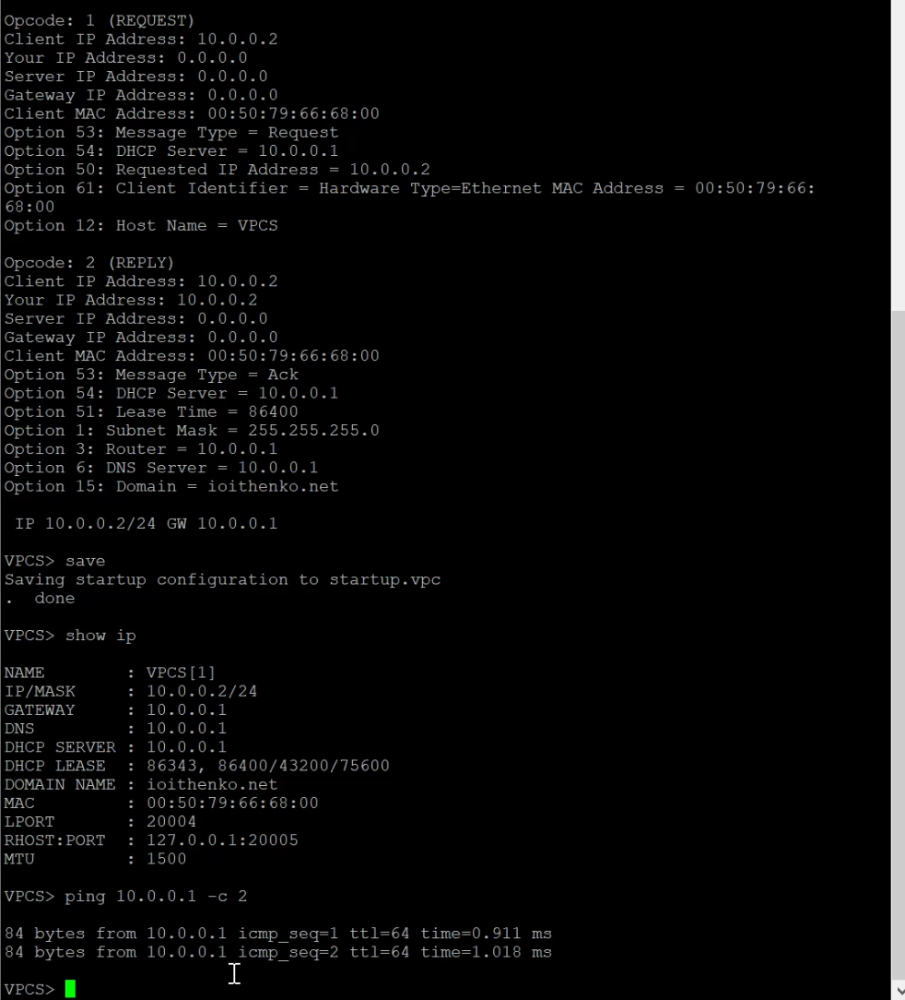 Opcode: 1 (REQUEST)
Client IP Address: 10.0.0.2
Your IP Address: 0.0.0.0
Server IP Address: 0.0.0.0
Gateway IP Address: 0.0.0.0
Client MAC Address: 00:50:79:66:68:00
Option 53: Message Type = Request
Option 54: DHCP Server = 10.0.0.1
Option 50: Requested IP Address = 10.0.0.2
Option 61: Client Identifier = Hardware Type=Ethernet MAC Address = 00:50:79:66:
68:00
Option 12: Host Name = VPCS

Opcode: 2 (REPLY)
Client IP Address: 10.0.0.2
Your IP Address: 10.0.0.2
Server IP Address: 0.0.0.0
Gateway IP Address: 0.0.0.0
Client MAC Address: 00:50:79:66:68:00
Option 53: Message Type = Ack
Option 54: DHCP Server = 10.0.0.1
Option 51: Lease Time = 86400
Option 1: Subnet Mask = 255.255.255.0
Option 3: Router = 10.0.0.1
Option 6: DNS Server = 10.0.0.1
Option 15: Domain = ioithenko.net

 IP 10.0.0.2/24 GW 10.0.0.1

VPCS> save
Saving startup configuration to startup.vpc
.  done

VPCS> show ip

NAME        : VPCS[1]
IP/MASK     : 10.0.0.2/24
GATEWAY     : 10.0.0.1
DNS         : 10.0.0.1
DHCP SERVER : 10.0.0.1
DHCP LEASE  : 86343, 86400/43200/75600
DOMAIN NAME : ioithenko.net
MAC         : 00:50:79:66:68:00
LPORT       : 20004
RHOST:PORT  : 127.0.0.1:20005
MTU         : 1500

VPCS> ping 10.0.0.1 -c 2

84 bytes from 10.0.0.1 icmp_seq=1 ttl=64 time=0.911 ms
84 bytes from 10.0.0.1 icmp_seq=2 ttl=64 time=1.018 ms

VPCS>